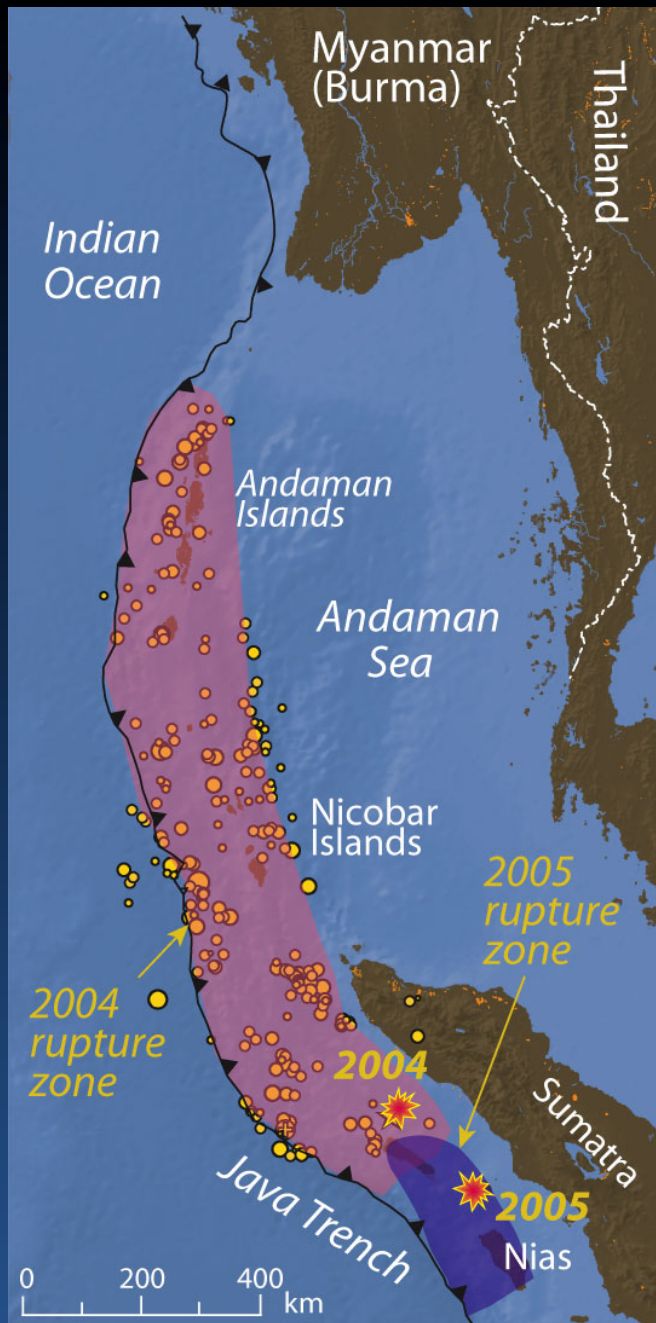 Myanmar
(Burma)
Thailand
Indian
Ocean
Andaman
Islands
Andaman
Sea
Nicobar
Islands
2005
rupture
zone
2004
rupture
zone
2004
Sumatra
2005
Java Trench
Nias
0 200 400
km